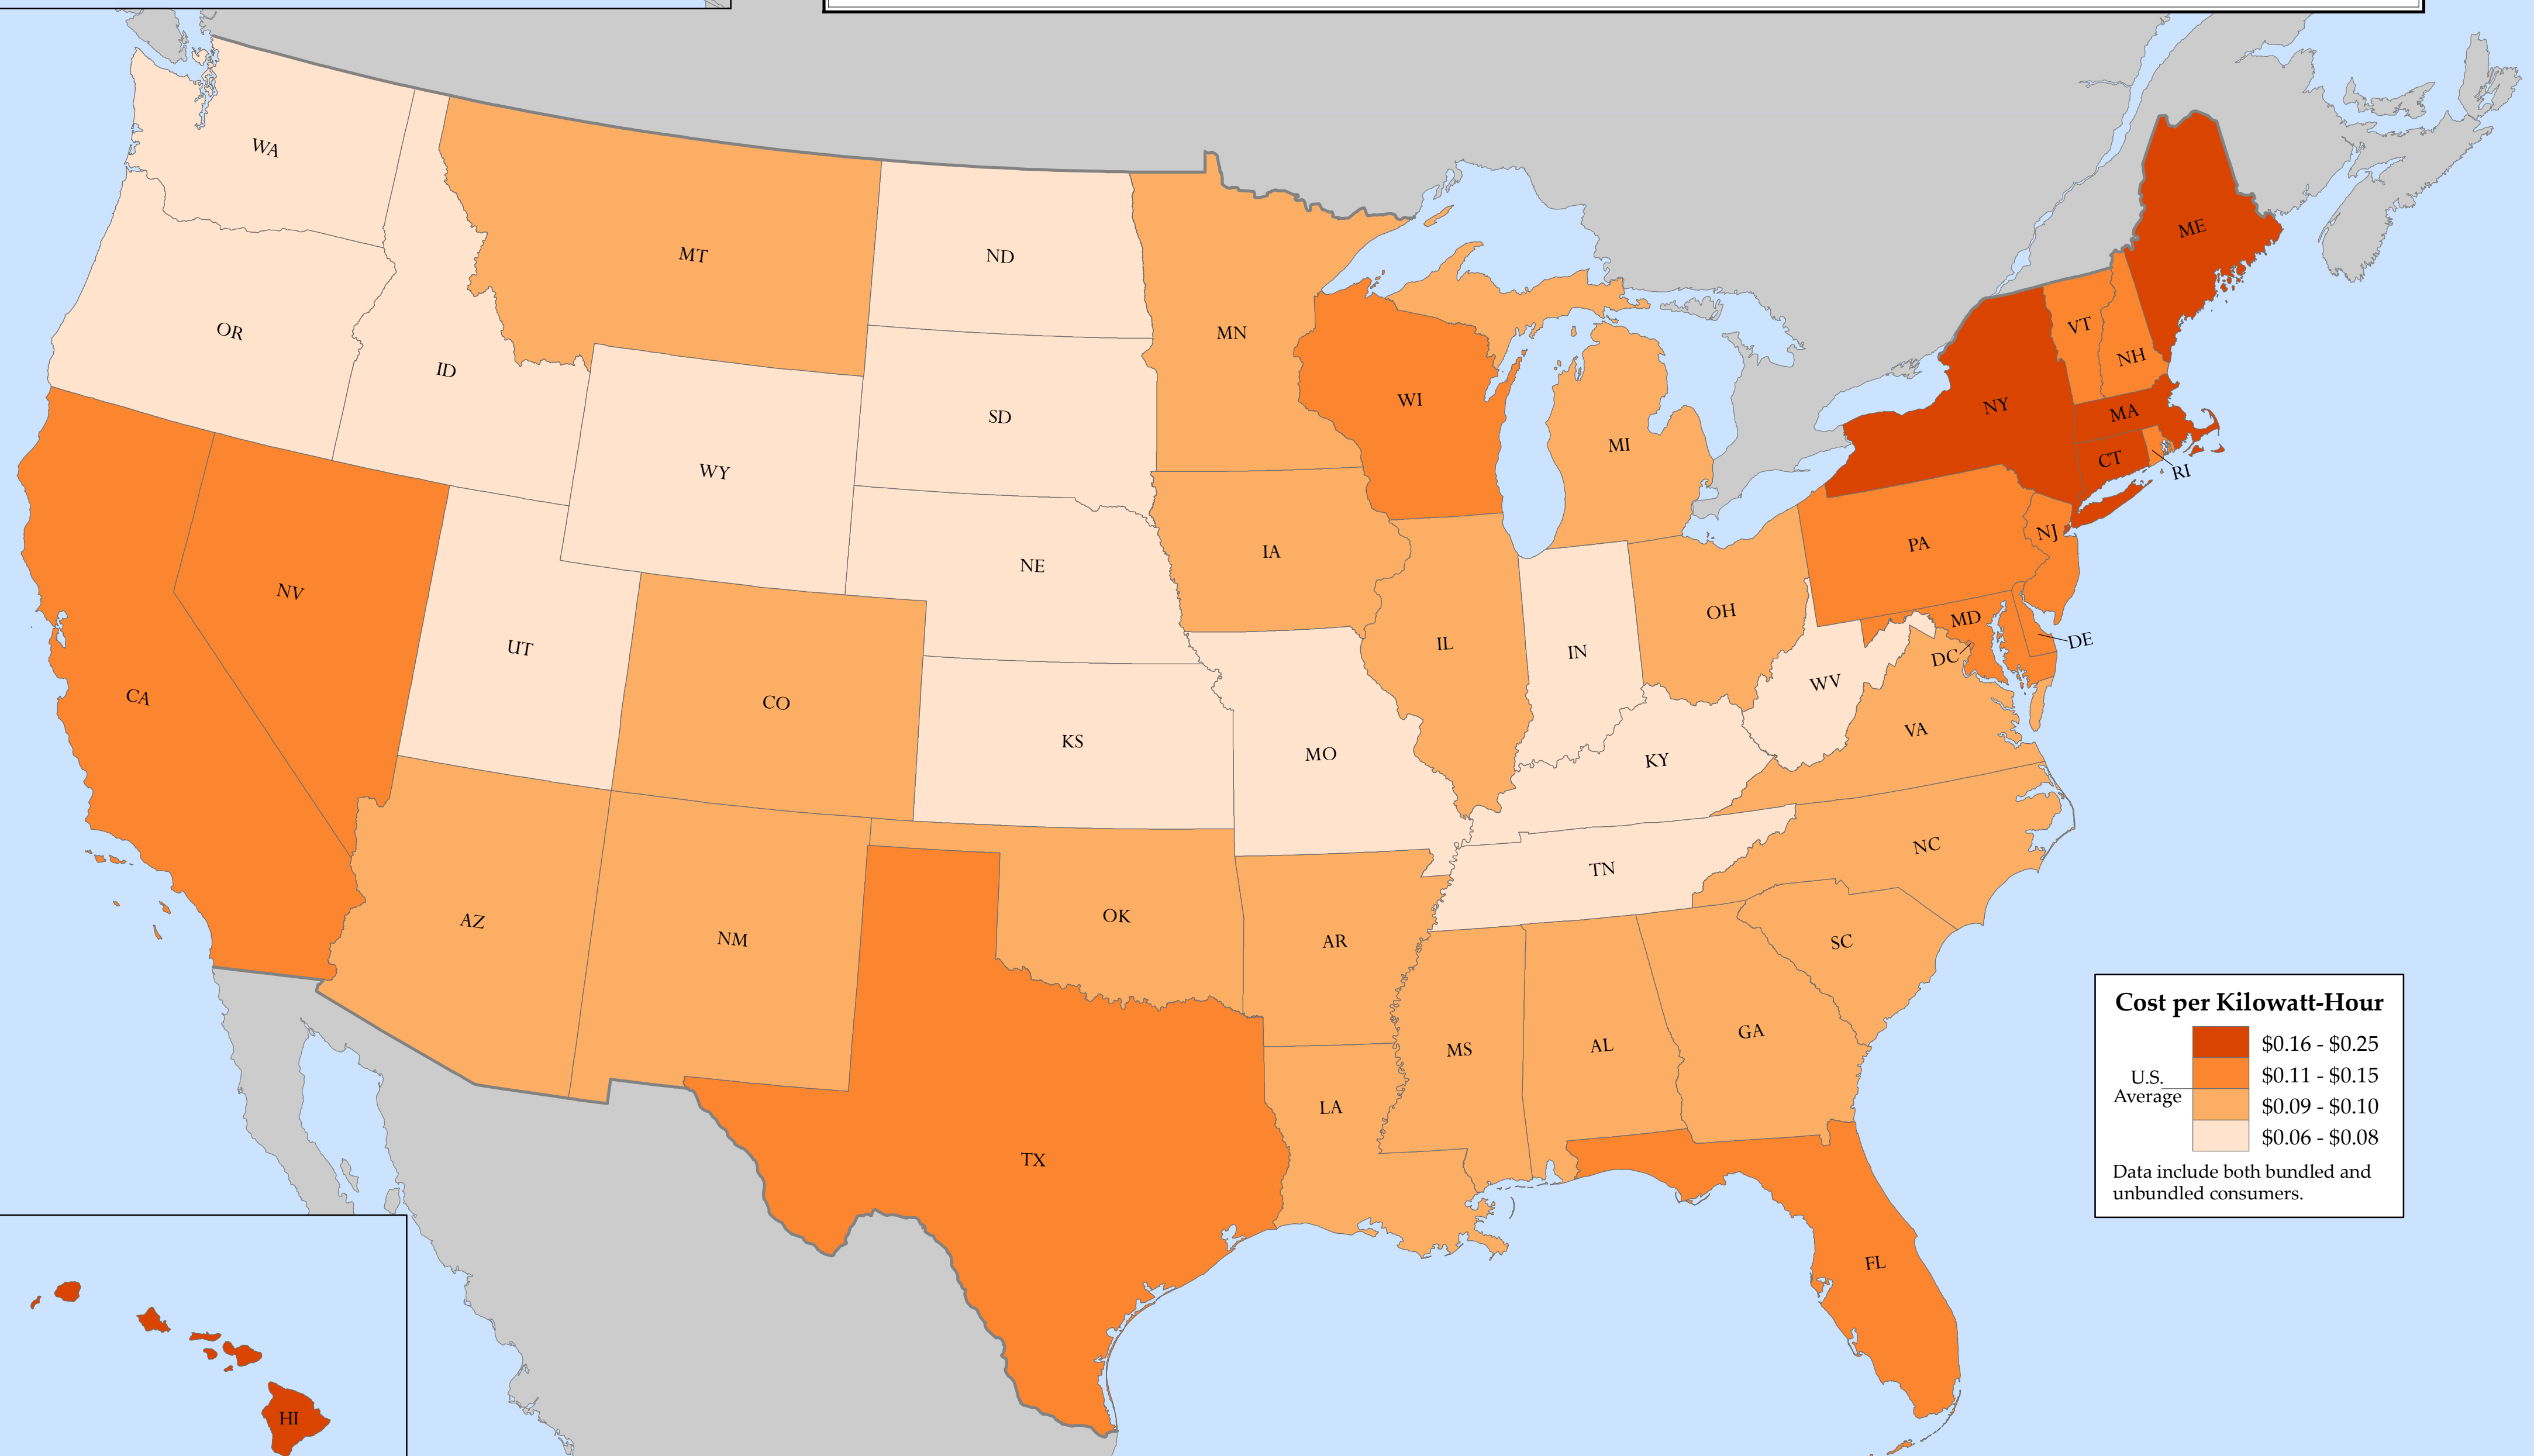 WA
MT
ND
ME
OR
ID
MN
VT
NH
SD
WI
NY
MA
MI
CT
RI
WY
NJ
PA
IA
NE
NV
OH
MD
DE
IL
IN
DC
UT
WV
CA
CO
KS
MO
KY
VA
NC
TN
AZ
NM
OK
AR
SC
GA
MS
AL
LA
TX
FL
HI
Cost per Kilowatt-Hour
$0.16 - $0.25
$0.11 - $0.15
U.S.
Average
$0.09 - $0.10
$0.06 - $0.08
Data include both bundled and
unbundled consumers.